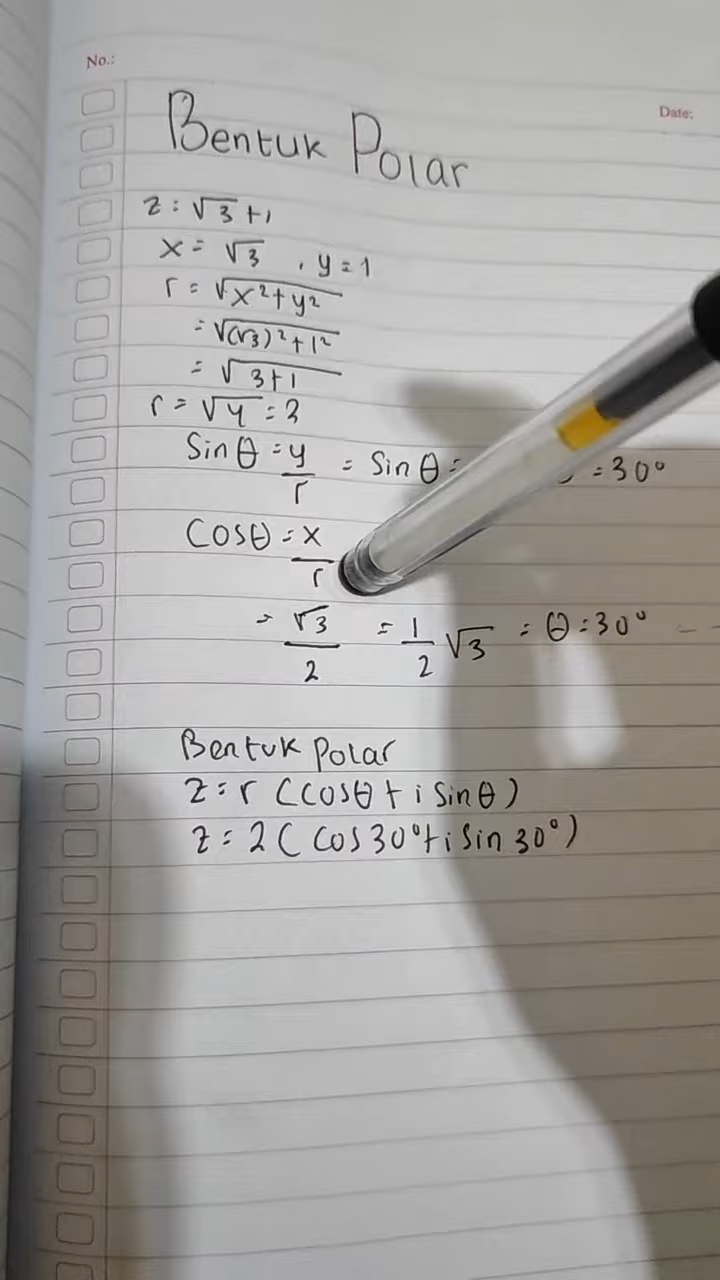 No.:
Date:
Bentuk Polar
z: √3 + i
x = √3 , y = 1
r = √x² + y²
= √(√3)² + 1²
= √3+1
r = √4 = 2
Sin θ = y/r = Sin θ = = 30°
Cos θ = x/r
= √3/2 = 1/2 √3 = θ = 30°
Bentuk Polar
z = r (cos θ + i sin θ)
z = 2 ( cos 30° + i sin 30°)